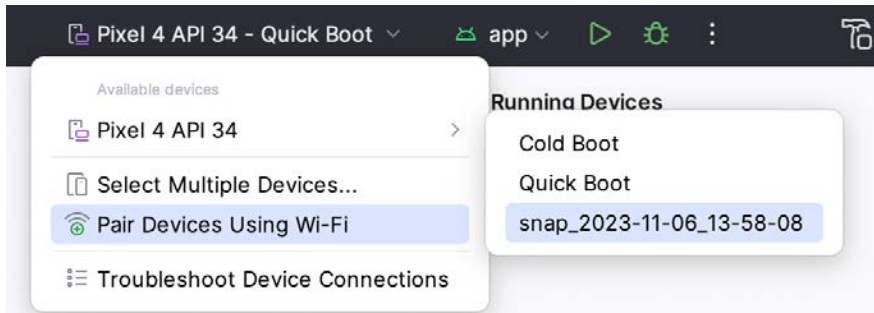 Pixel 4 API 34 - Quick Boot app
Available devices
Pixel 4 API 34
Select Multiple Devices...
Pair Devices Using Wi-Fi
Troubleshoot Device Connections
Running Devices
Cold Boot
Quick Boot
snap_2023-11-06_13-58-08